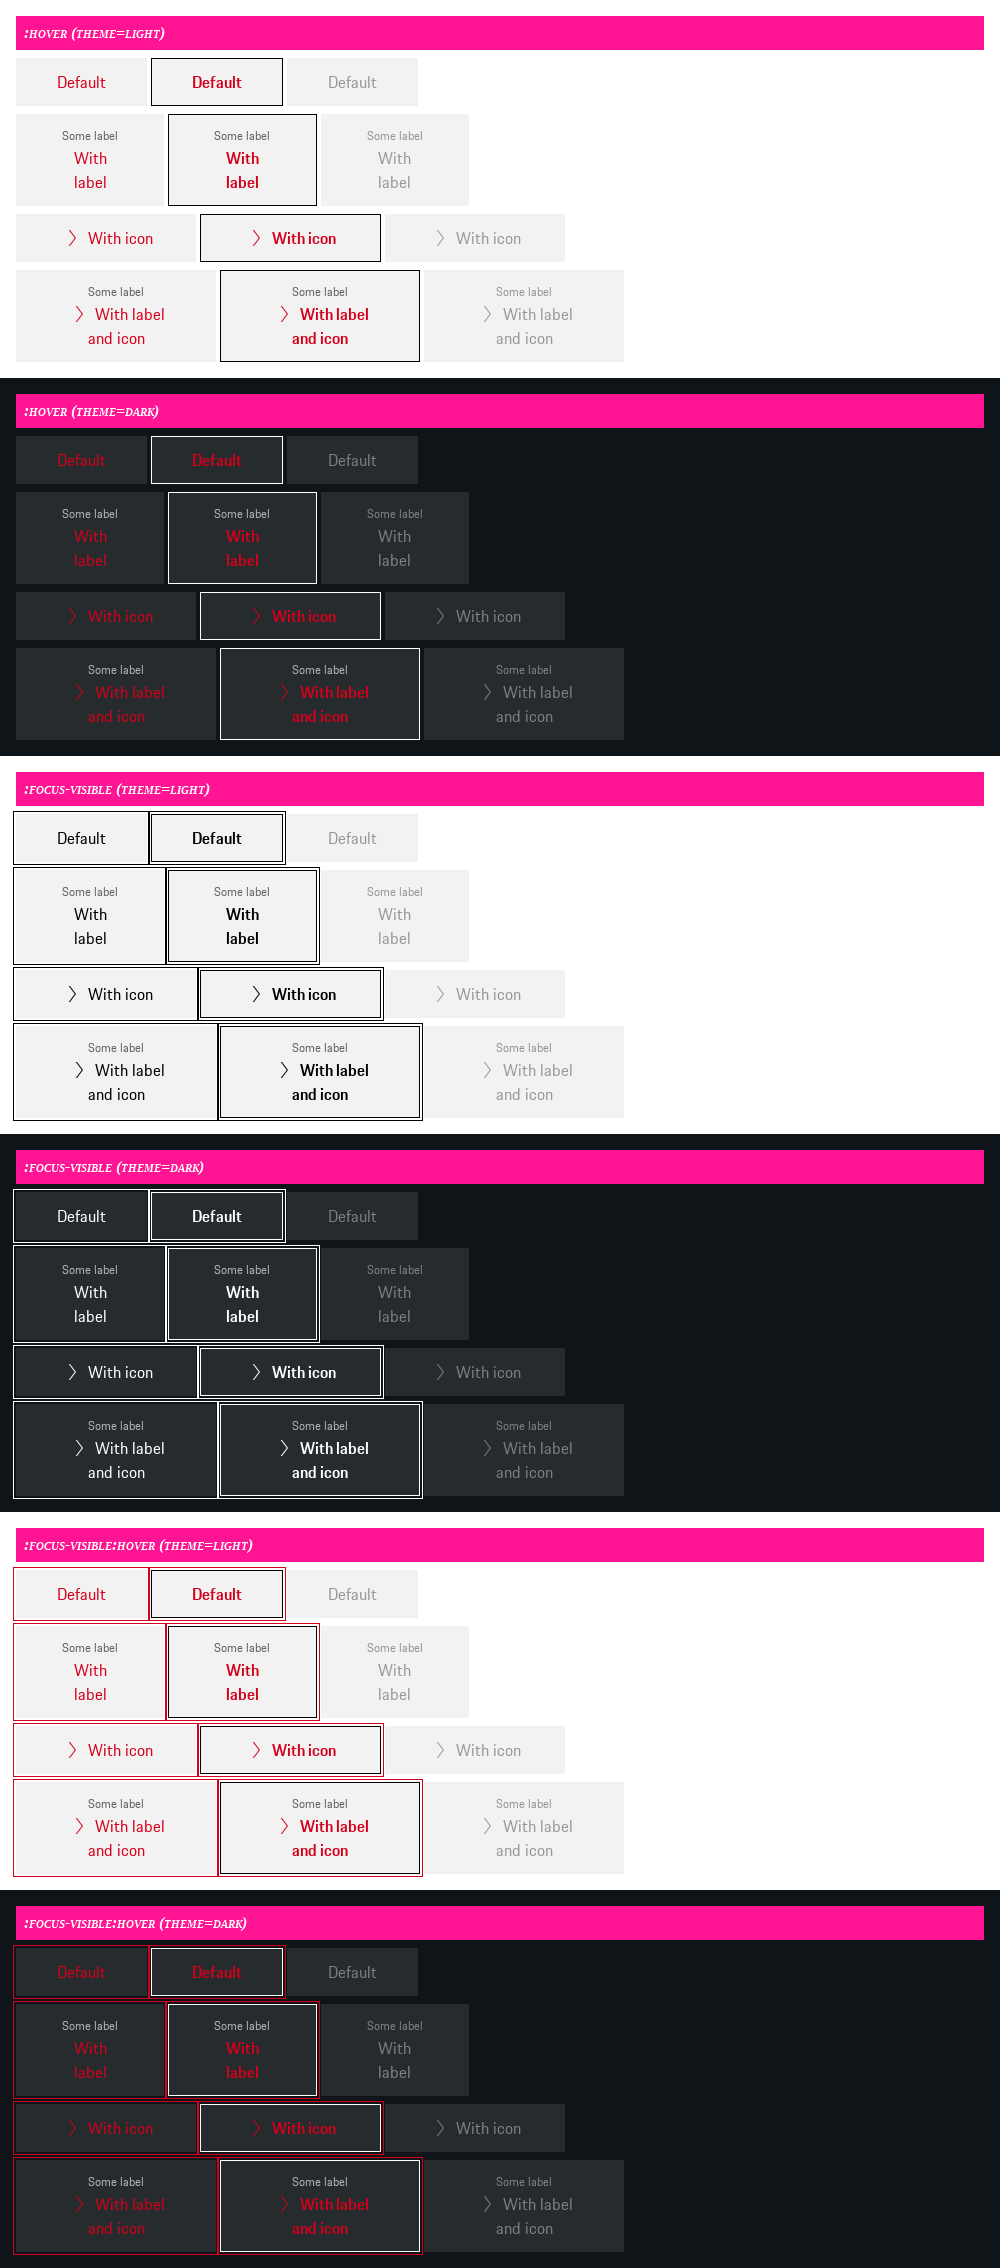 :HOVER (THEME=LIGHT)
Default Default Default
Some label Some label Some label
With With With
label label label
With icon With icon With icon
Some label Some label Some label
With label With label With label
and icon and icon and icon
:HOVER (THEME=DARK)
Default Default Default
Some label Some label Some label
With With With
label label label
With icon With icon With icon
Some label Some label Some label
With label With label With label
and icon and icon and icon
:FOCUS-VISIBLE (THEME=LIGHT)
Default Default Default
Some label Some label Some label
With With With
label label label
With icon With icon With icon
Some label Some label Some label
With label With label With label
and icon and icon and icon
:FOCUS-VISIBLE (THEME=DARK)
Default Default Default
Some label Some label Some label
With With With
label label label
With icon With icon With icon
Some label Some label Some label
With label With label With label
and icon and icon and icon
:FOCUS-VISIBLE:HOVER (THEME=LIGHT)
Default Default Default
Some label Some label Some label
With With With
label label label
With icon With icon With icon
Some label Some label Some label
With label With label With label
and icon and icon and icon
:FOCUS-VISIBLE:HOVER (THEME=DARK)
Default Default Default
Some label Some label Some label
With With With
label label label
With icon With icon With icon
Some label Some label Some label
With label With label With label
and icon and icon and icon